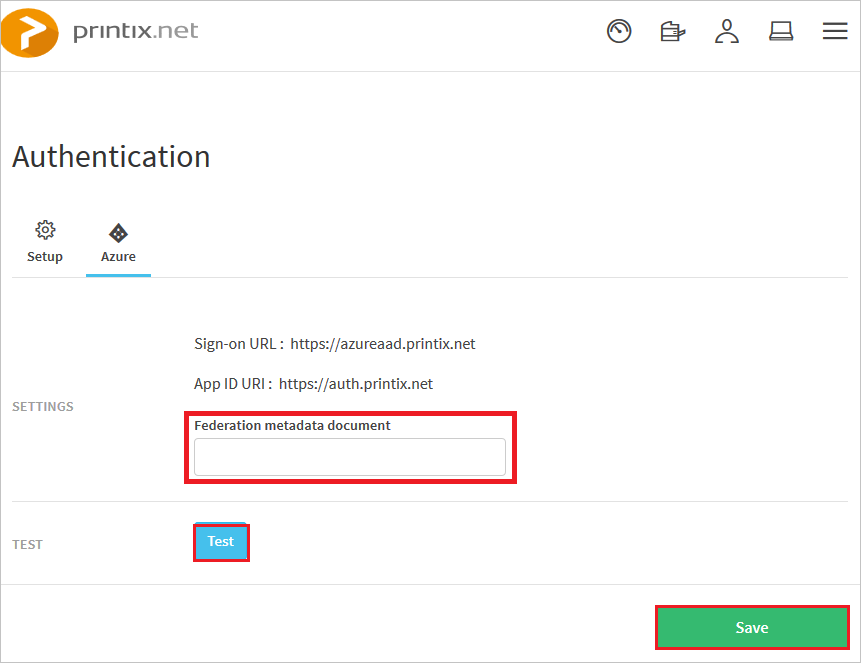 printix.net
Authentication
Setup
Azure
Sign-on URL : https://azureaad.printix.net
App ID URI : https://auth.printix.net
SETTINGS
Federation metadata document
TEST
Test
Save